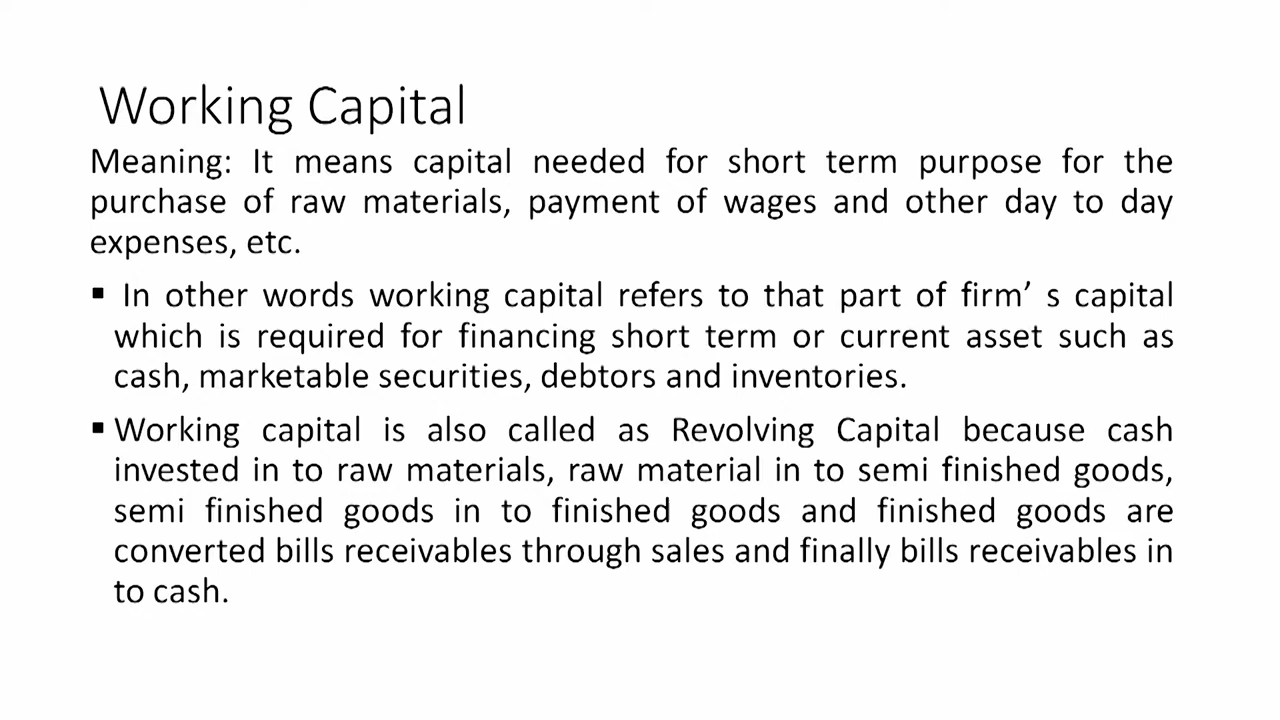 Working Capital
Meaning: It means capital needed for short term purpose for the
purchase of raw materials, payment of wages and other day to day
expenses, etc.
▪ In other words working capital refers to that part of firm’ s capital
which is required for financing short term or current asset such as
cash, marketable securities, debtors and inventories.
▪ Working capital is also called as Revolving Capital because cash
invested in to raw materials, raw material in to semi finished goods,
semi finished goods in to finished goods and finished goods are
converted bills receivables through sales and finally bills receivables in
to cash.